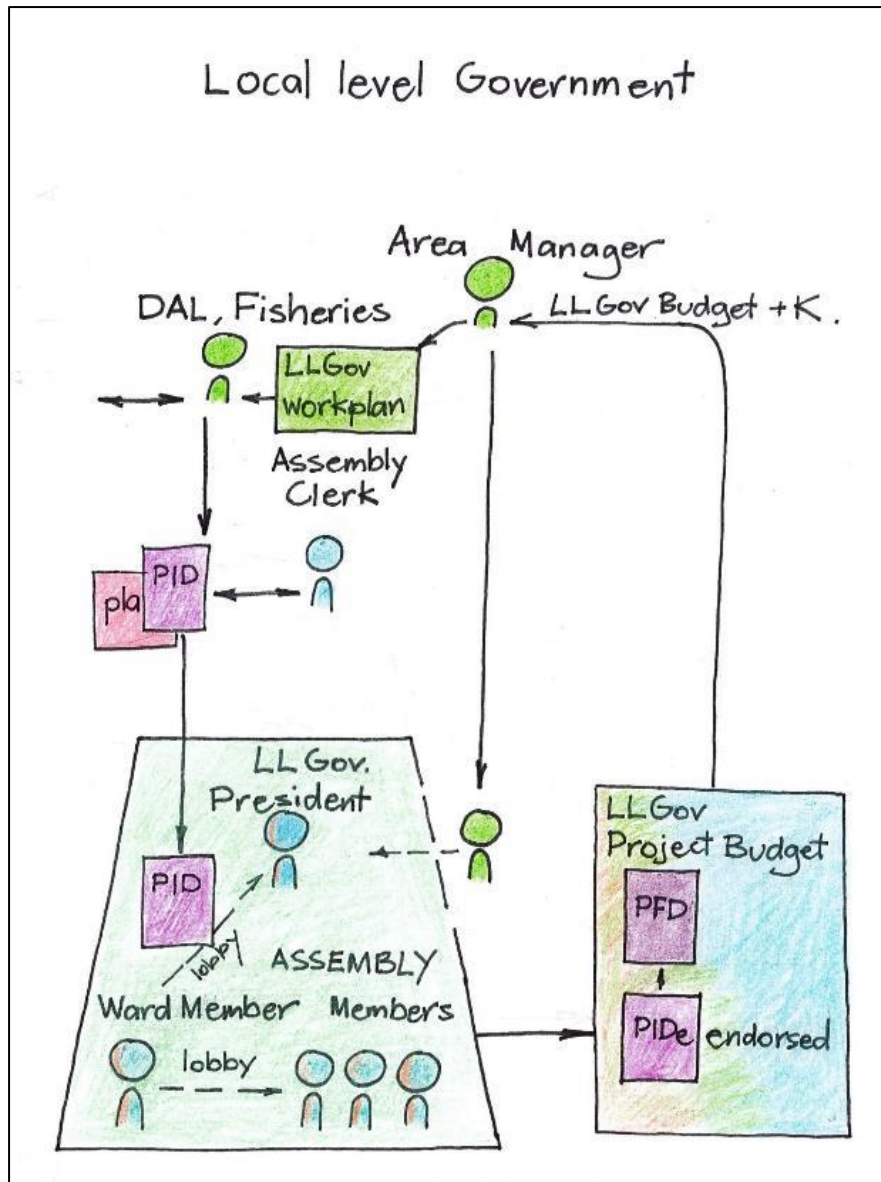 Local level Government
Area Manager
LLGov Budget + K.
DAL, Fisheries
LLGov
workplan
Assembly
Clerk
PID
pla
LLGov.
President
PID
lobby
ASSEMBLY
Ward Member
Members
lobby
LLGov
Project Budget
PFD
PIDe endorsed